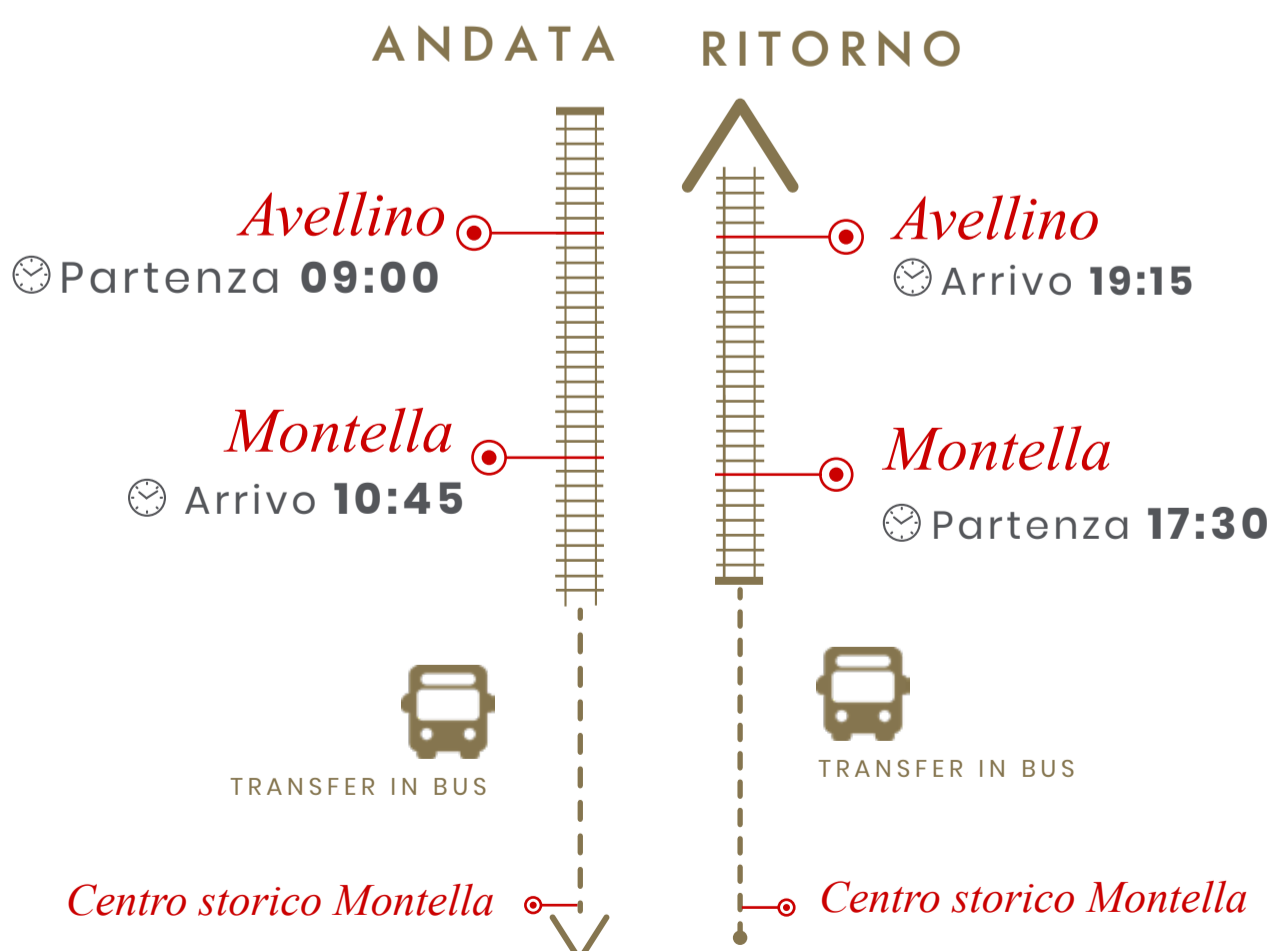 ANDATA
Avellino
Partenza 09:00
Montella
Arrivo 10:45
TRANSFER IN BUS
Centro storico Montella
RITORNO
Avellino
Arrivo 19:15
Montella
Partenza 17:30
TRANSFER IN BUS
Centro storico Montella